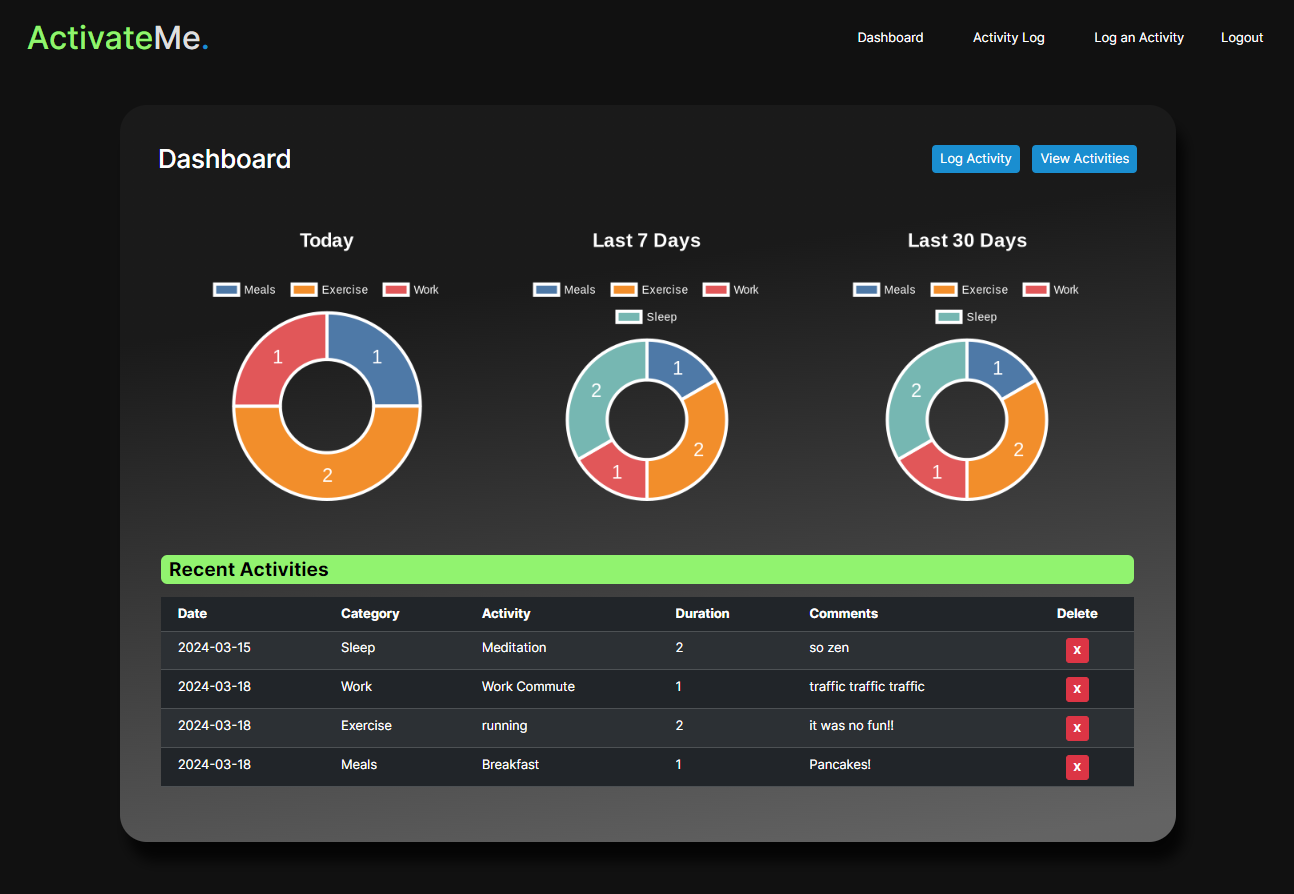 ActivateMe.
Dashboard Activity Log Log an Activity Logout
Dashboard
Log Activity View Activities
Today
Meals Exercise Work
1 1
2
Last 7 Days
Meals Exercise Work
Sleep
1
2
2
1
Last 30 Days
Meals Exercise Work
Sleep
1
2
2
1
Recent Activities
Date Category Activity Duration Comments Delete
2024-03-15 Sleep Meditation 2 so zen x
2024-03-18 Work Work Commute 1 traffic traffic traffic x
2024-03-18 Exercise running 2 it was no fun!! x
2024-03-18 Meals Breakfast 1 Pancakes! x